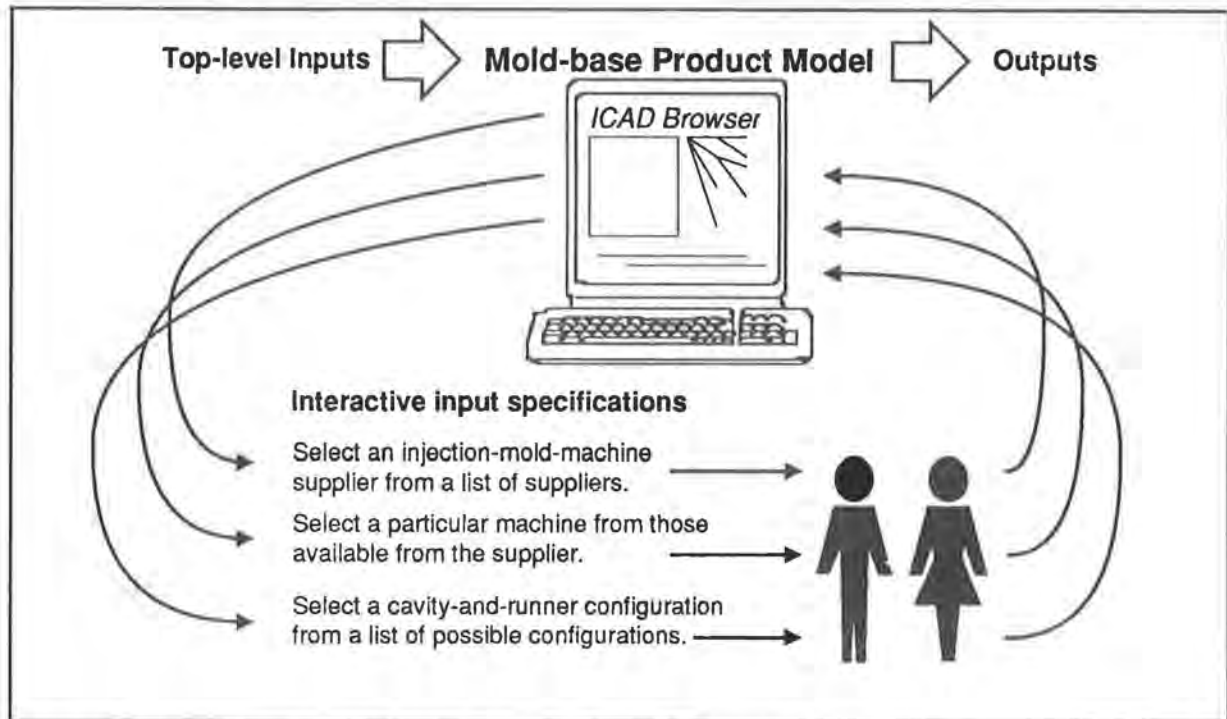 Top-level Inputs Mold-base Product Model Outputs
ICAD Browser
Interactive input specifications
Select an injection-mold-machine
supplier from a list of suppliers.
Select a particular machine from those
available from the supplier.
Select a cavity-and-runner configuration
from a list of possible configurations.